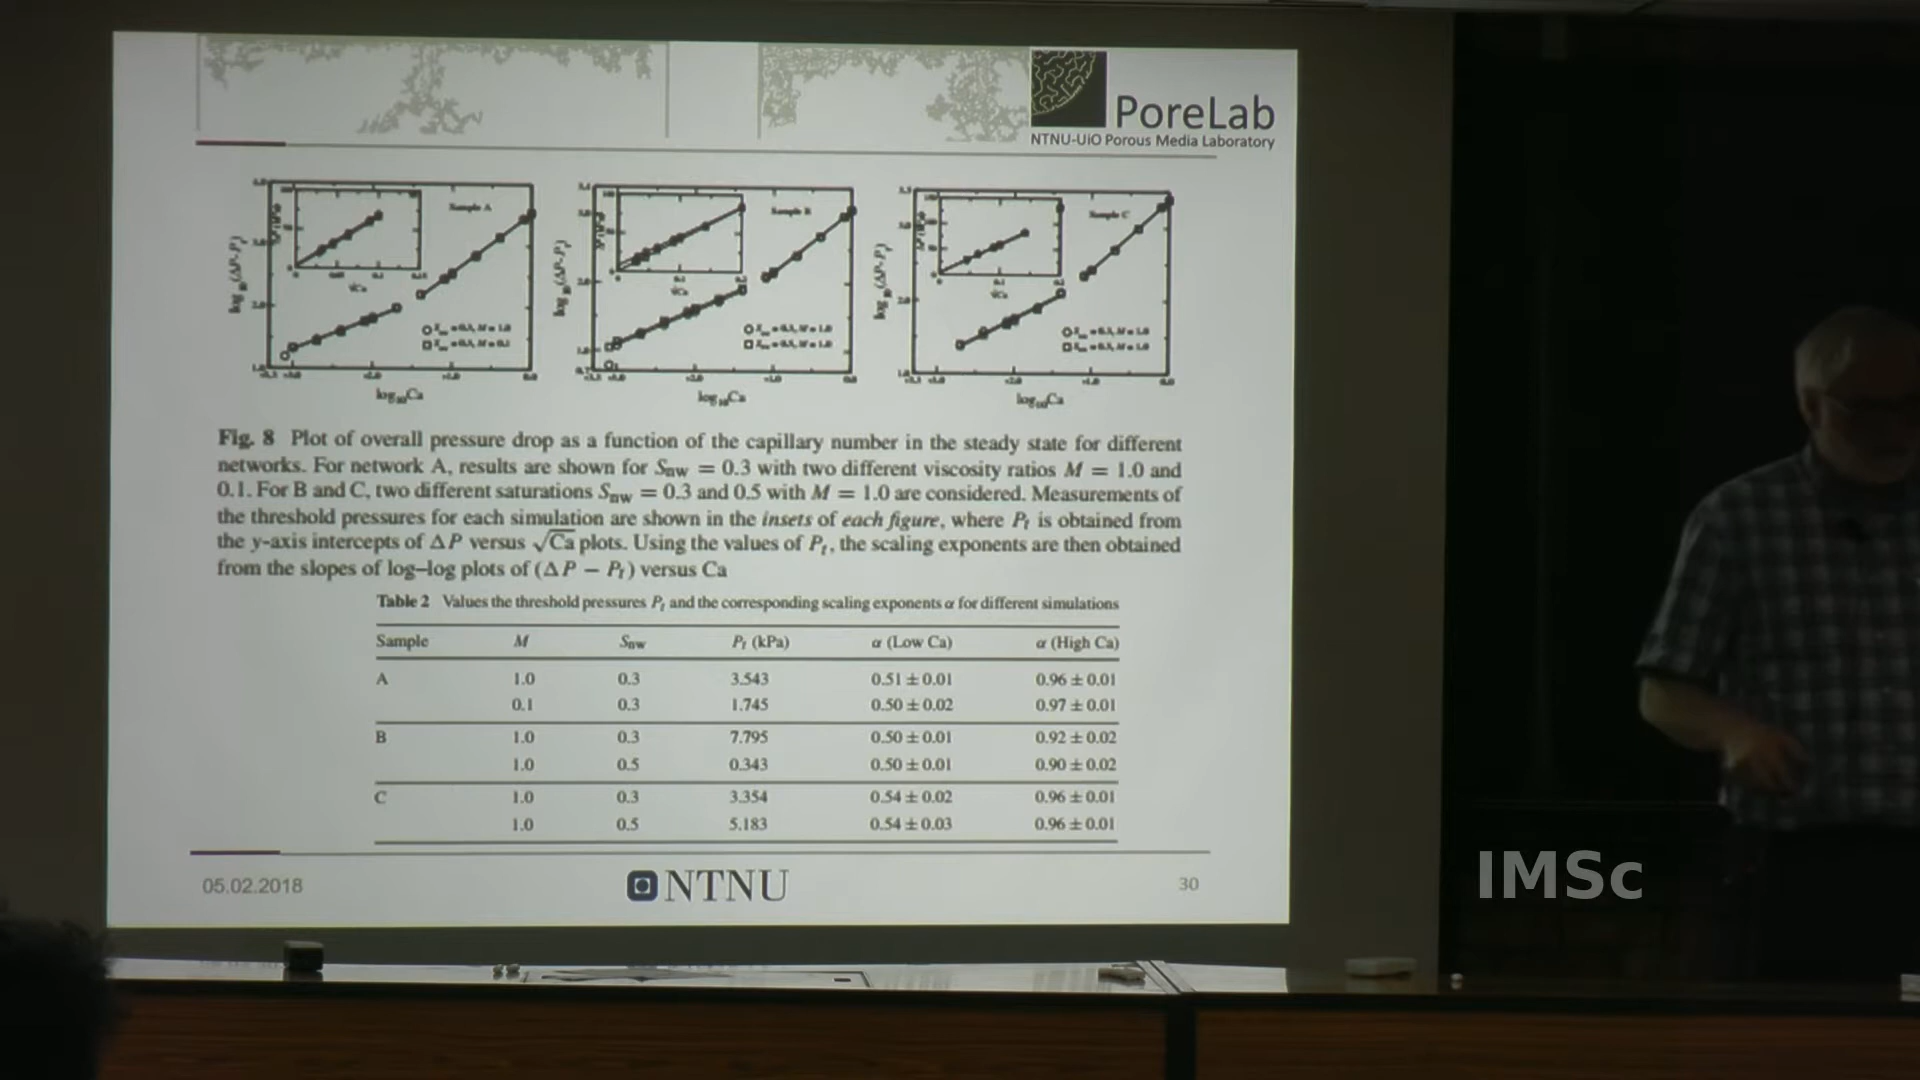 PoreLab
NTNU-UiO Porous Media Laboratory
Sample A
Sample B
Sample C
log₁₀Ca
log₁₀Ca
log₁₀Ca
Fig. 8 Plot of overall pressure drop as a function of the capillary number in the steady state for different
networks. For network A, results are shown for Snw = 0.3 with two different viscosity ratios M = 1.0 and
0.1. For B and C, two different saturations Snw = 0.3 and 0.5 with M = 1.0 are considered. Measurements of
the threshold pressures for each simulation are shown in the insets of each figure, where Pt is obtained from
the y-axis intercepts of ΔP versus √Ca plots. Using the values of Pt, the scaling exponents are then obtained
from the slopes of log–log plots of (ΔP − Pt) versus Ca
Table 2 Values the threshold pressures Pt and the corresponding scaling exponents α for different simulations
Sample M Snw Pt (kPa) α (Low Ca) α (High Ca)
A 1.0 0.3 3.543 0.51 ± 0.01 0.96 ± 0.01
0.1 0.3 1.745 0.50 ± 0.02 0.97 ± 0.01
B 1.0 0.3 7.795 0.50 ± 0.01 0.92 ± 0.02
1.0 0.5 0.343 0.50 ± 0.01 0.90 ± 0.02
C 1.0 0.3 3.354 0.54 ± 0.02 0.96 ± 0.01
1.0 0.5 5.183 0.54 ± 0.03 0.96 ± 0.01
05.02.2018
NTNU
30
IMSc